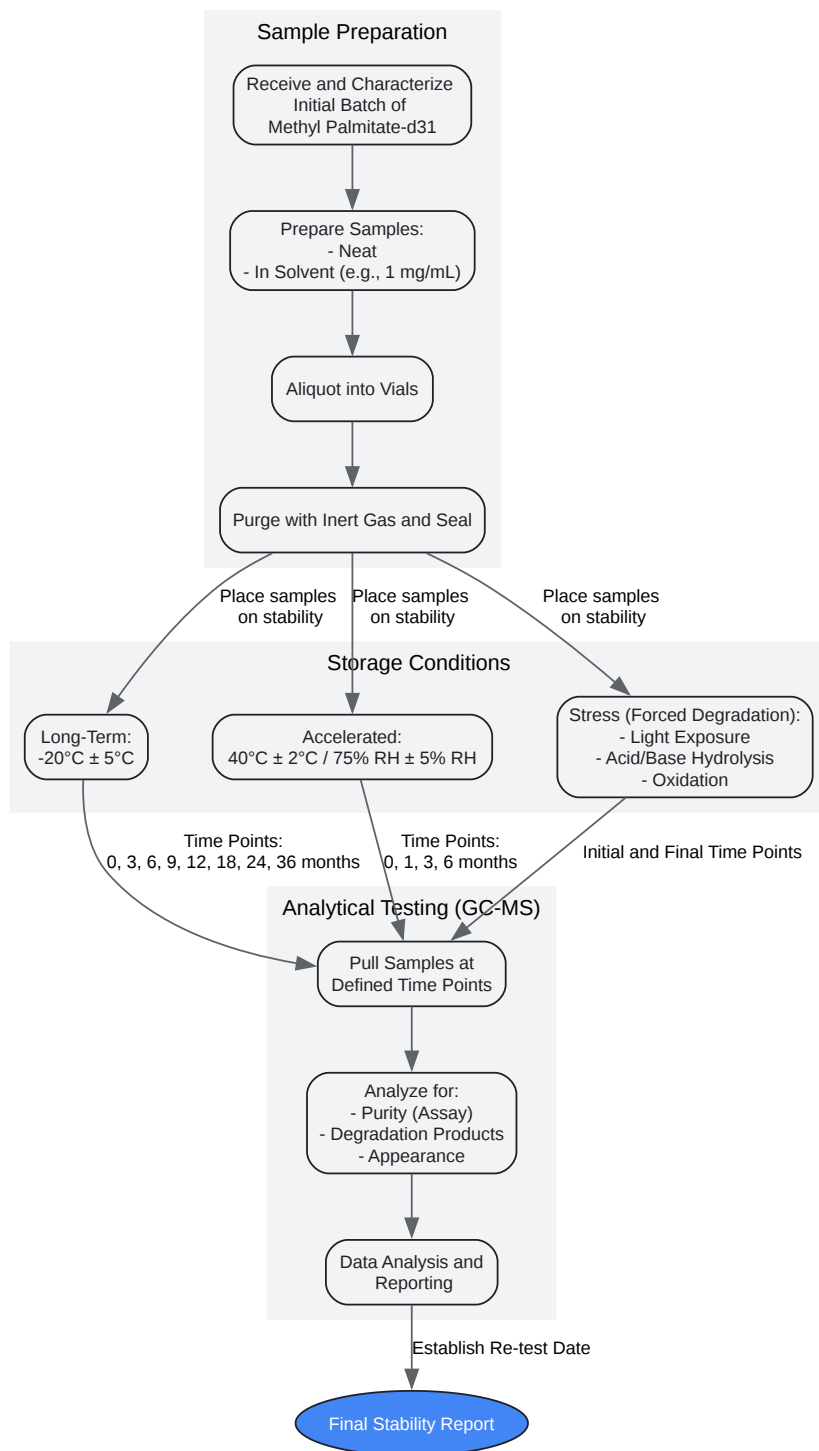 Sample Preparation
Receive and Characterize
Initial Batch of
Methyl Palmitate-d31
Prepare Samples:
- Neat
- In Solvent (e.g., 1 mg/mL)
Aliquot into Vials
Purge with Inert Gas and Seal
Place samples
on stability
Place samples
on stability
Place samples
on stability
Storage Conditions
Long-Term:
-20°C ± 5°C
Accelerated:
40°C ± 2°C / 75% RH ± 5% RH
Stress (Forced Degradation):
- Light Exposure
- Acid/Base Hydrolysis
- Oxidation
Time Points:
0, 3, 6, 9, 12, 18, 24, 36 months
Time Points:
0, 1, 3, 6 months
Initial and Final Time Points
Analytical Testing (GC-MS)
Pull Samples at
Defined Time Points
Analyze for:
- Purity (Assay)
- Degradation Products
- Appearance
Data Analysis and
Reporting
Establish Re-test Date
Final Stability Report